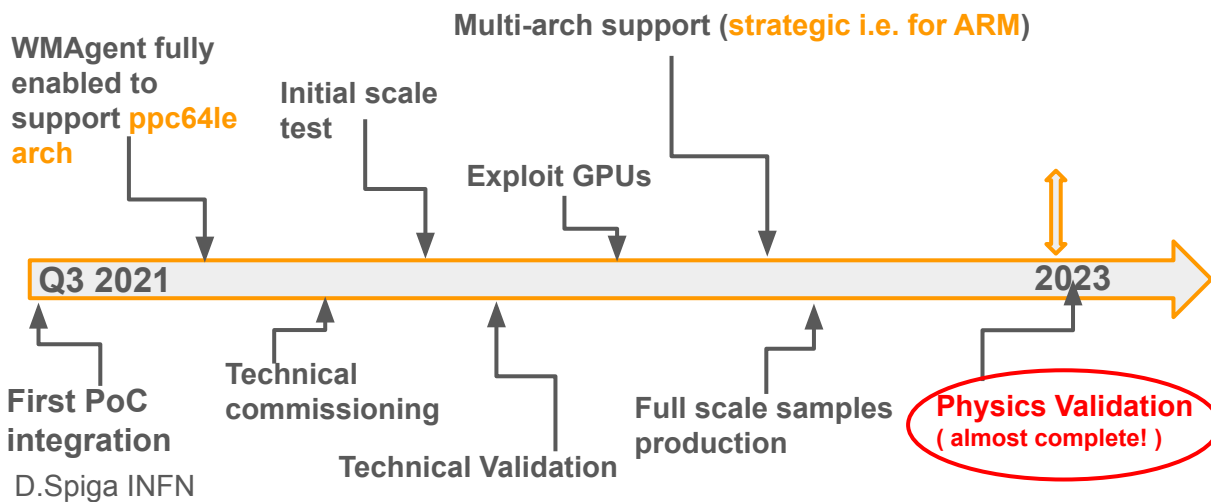 Multi-arch support (strategic i.e. for ARM)
WMAgent fully
enabled to
support ppc64le
arch
Initial scale
test
Exploit GPUs
Q3 2021
2023
First PoC
integration
Technical
commissioning
Technical Validation
Full scale samples
production
Physics Validation
( almost complete! )
D.Spiga INFN